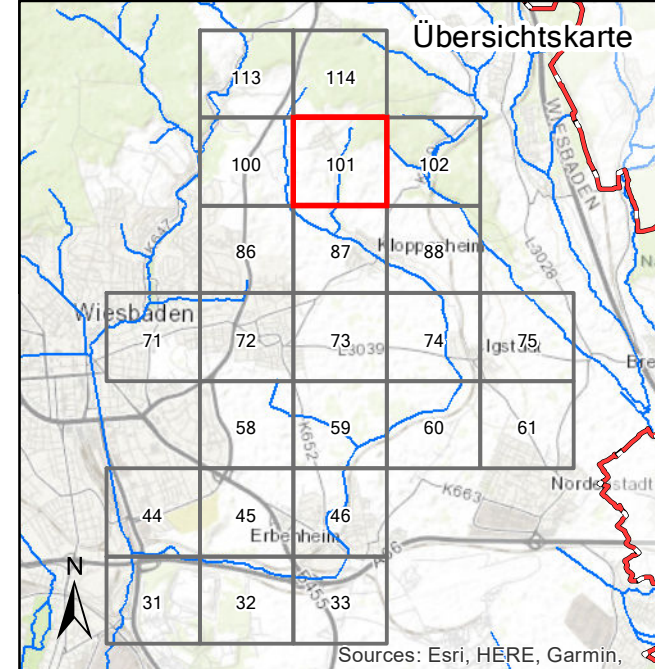 Übersichtskarte
113 114
WIESBADEN
100 101 102
K647
86 87 Kloppenheim 88
L3028
Wiesbaden
71 72 73 74 Igstadt 75
L3039
Bre
58 59 60 61
K652
K663
Nordenstadt
44 45 46
Erbenheim
A66
N
31 32 33
B455
Sources: Esri, HERE, Garmin,